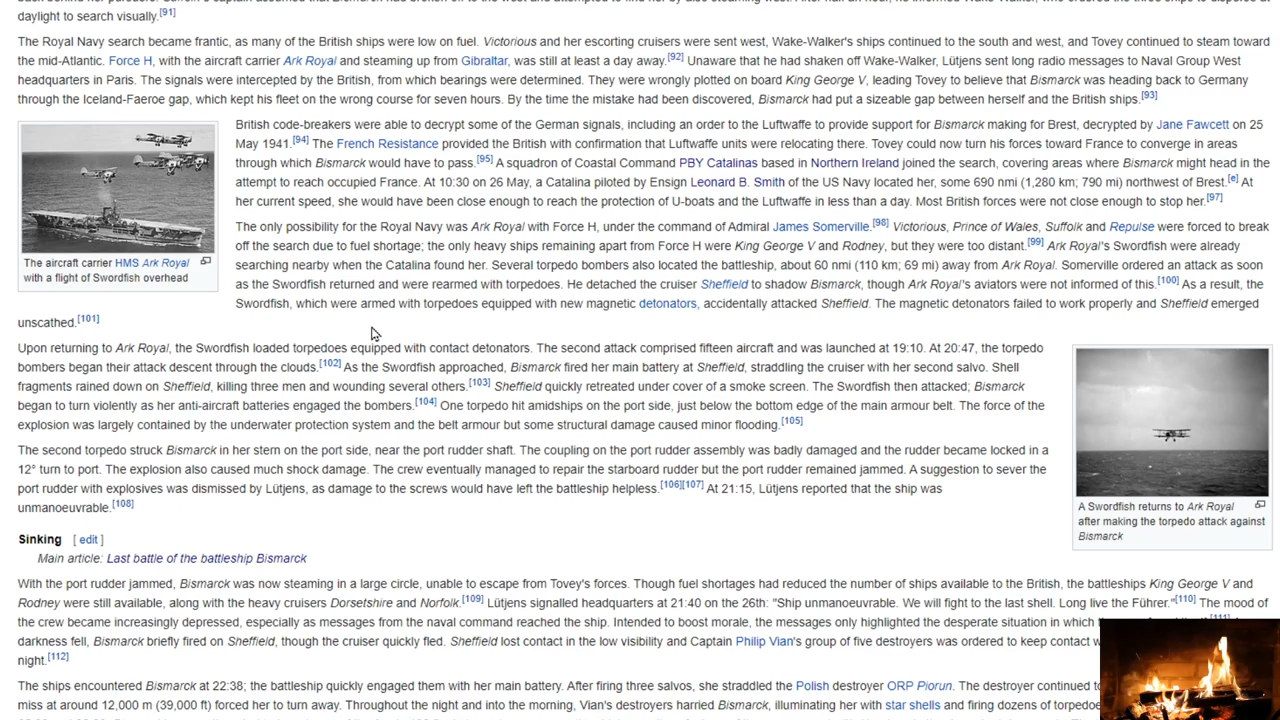 daylight to search visually.[91]
The Royal Navy search became frantic, as many of the British ships were low on fuel. Victorious and her escorting cruisers were sent west, Wake-Walker's ships continued to the south and west, and Tovey continued to steam toward
the mid-Atlantic. Force H, with the aircraft carrier Ark Royal and steaming up from Gibraltar, was still at least a day away.[92] Unaware that he had shaken off Wake-Walker, Lütjens sent long radio messages to Naval Group West
headquarters in Paris. The signals were intercepted by the British, from which bearings were determined. They were wrongly plotted on board King George V, leading Tovey to believe that Bismarck was heading back to Germany
through the Iceland-Faeroe gap, which kept his fleet on the wrong course for seven hours. By the time the mistake had been discovered, Bismarck had put a sizeable gap between herself and the British ships.[93]
British code-breakers were able to decrypt some of the German signals, including an order to the Luftwaffe to provide support for Bismarck making for Brest, decrypted by Jane Fawcett on 25
May 1941.[94] The French Resistance provided the British with confirmation that Luftwaffe units were relocating there. Tovey could now turn his forces toward France to converge in areas
through which Bismarck would have to pass.[95] A squadron of Coastal Command PBY Catalinas based in Northern Ireland joined the search, covering areas where Bismarck might head in the
attempt to reach occupied France. At 10:30 on 26 May, a Catalina piloted by Ensign Leonard B. Smith of the US Navy located her, some 690 nmi (1,280 km; 790 mi) northwest of Brest.[e] At
her current speed, she would have been close enough to reach the protection of U-boats and the Luftwaffe in less than a day. Most British forces were not close enough to stop her.[97]
The only possibility for the Royal Navy was Ark Royal with Force H, under the command of Admiral James Somerville.[98] Victorious, Prince of Wales, Suffolk and Repulse were forced to break
off the search due to fuel shortage; the only heavy ships remaining apart from Force H were King George V and Rodney, but they were too distant.[99] Ark Royal's Swordfish were already
searching nearby when the Catalina found her. Several torpedo bombers also located the battleship, about 60 nmi (110 km; 69 mi) away from Ark Royal. Somerville ordered an attack as soon
as the Swordfish returned and were rearmed with torpedoes. He detached the cruiser Sheffield to shadow Bismarck, though Ark Royal's aviators were not informed of this.[100] As a result, the
Swordfish, which were armed with torpedoes equipped with new magnetic detonators, accidentally attacked Sheffield. The magnetic detonators failed to work properly and Sheffield emerged
unscathed.[101]
The aircraft carrier HMS Ark Royal
with a flight of Swordfish overhead
Upon returning to Ark Royal, the Swordfish loaded torpedoes equipped with contact detonators. The second attack comprised fifteen aircraft and was launched at 19:10. At 20:47, the torpedo
bombers began their attack descent through the clouds.[102] As the Swordfish approached, Bismarck fired her main battery at Sheffield, straddling the cruiser with her second salvo. Shell
fragments rained down on Sheffield, killing three men and wounding several others.[103] Sheffield quickly retreated under cover of a smoke screen. The Swordfish then attacked; Bismarck
began to turn violently as her anti-aircraft batteries engaged the bombers.[104] One torpedo hit amidships on the port side, just below the bottom edge of the main armour belt. The force of the
explosion was largely contained by the underwater protection system and the belt armour but some structural damage caused minor flooding.[105]
The second torpedo struck Bismarck in her stern on the port side, near the port rudder shaft. The coupling on the port rudder assembly was badly damaged and the rudder became locked in a
12° turn to port. The explosion also caused much shock damage. The crew eventually managed to repair the starboard rudder but the port rudder remained jammed. A suggestion to sever the
port rudder with explosives was dismissed by Lütjens, as damage to the screws would have left the battleship helpless.[106][107] At 21:15, Lütjens reported that the ship was
unmanoeuvrable.[108]
A Swordfish returns to Ark Royal
after making the torpedo attack against
Bismarck
Sinking [ edit ]
Main article: Last battle of the battleship Bismarck
With the port rudder jammed, Bismarck was now steaming in a large circle, unable to escape from Tovey's forces. Though fuel shortages had reduced the number of ships available to the British, the battleships King George V and
Rodney were still available, along with the heavy cruisers Dorsetshire and Norfolk.[109] Lütjens signalled headquarters at 21:40 on the 26th: "Ship unmanoeuvrable. We will fight to the last shell. Long live the Führer."[110] The mood of
the crew became increasingly depressed, especially as messages from the naval command reached the ship. Intended to boost morale, the messages only highlighted the desperate situation in which
darkness fell, Bismarck briefly fired on Sheffield, though the cruiser quickly fled. Sheffield lost contact in the low visibility and Captain Philip Vian's group of five destroyers was ordered to keep contact
night.[112]
The ships encountered Bismarck at 22:38; the battleship quickly engaged them with her main battery. After firing three salvos, she straddled the Polish destroyer ORP Piorun. The destroyer continued
miss at around 12,000 m (39,000 ft) forced her to turn away. Throughout the night and into the morning, Vian's destroyers harried Bismarck, illuminating her with star shells and firing dozens of